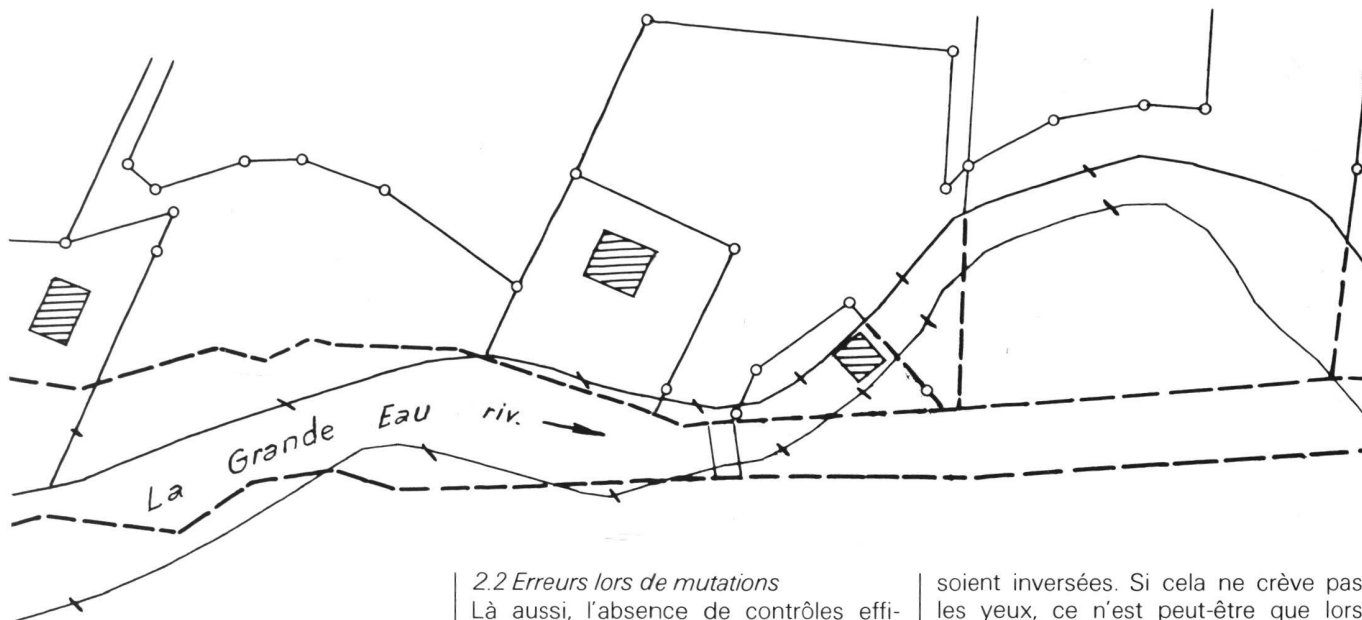 La Grande Eau riv.
2.2 Erreurs lors de mutations
Là aussi, l'absence de contrôles effi-
soient inversées. Si cela ne crève pas
les yeux, ce n'est peut-être que lors